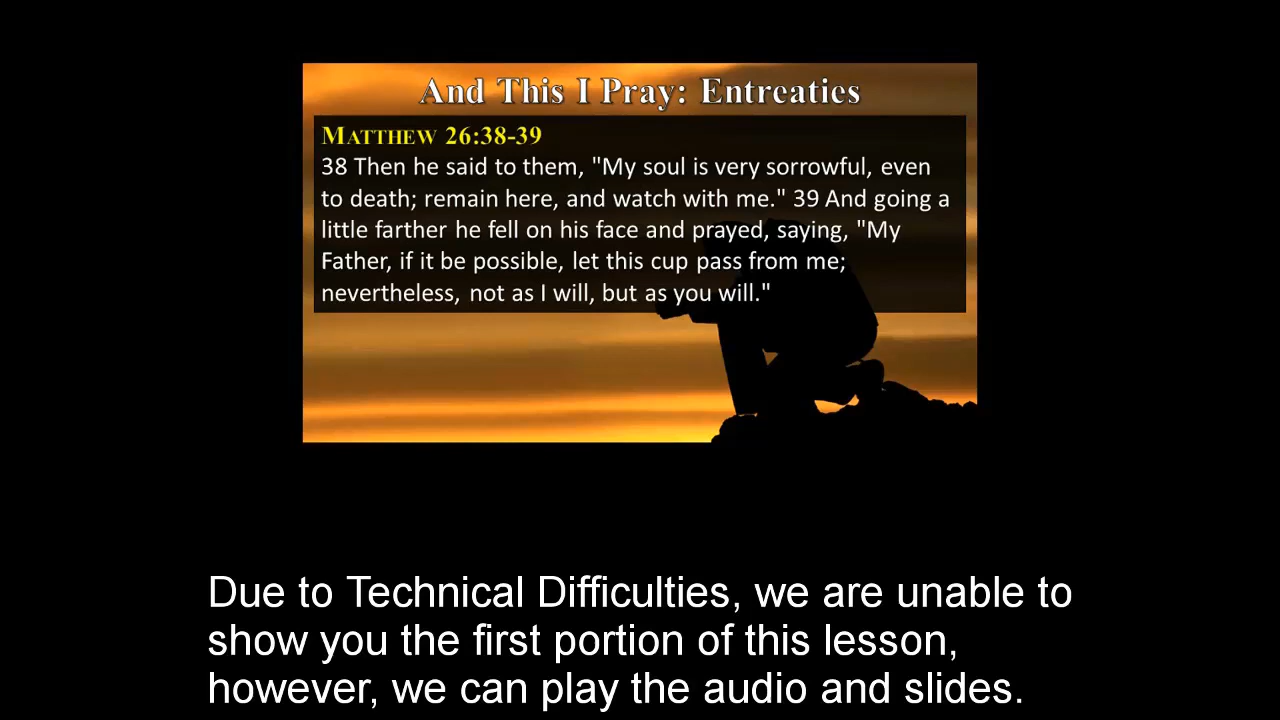 And This I Pray: Entreaties
MATTHEW 26:38-39
38 Then he said to them, "My soul is very sorrowful, even
to death; remain here, and watch with me." 39 And going a
little farther he fell on his face and prayed, saying, "My
Father, if it be possible, let this cup pass from me;
nevertheless, not as I will, but as you will."
Due to Technical Difficulties, we are unable to
show you the first portion of this lesson,
however, we can play the audio and slides.